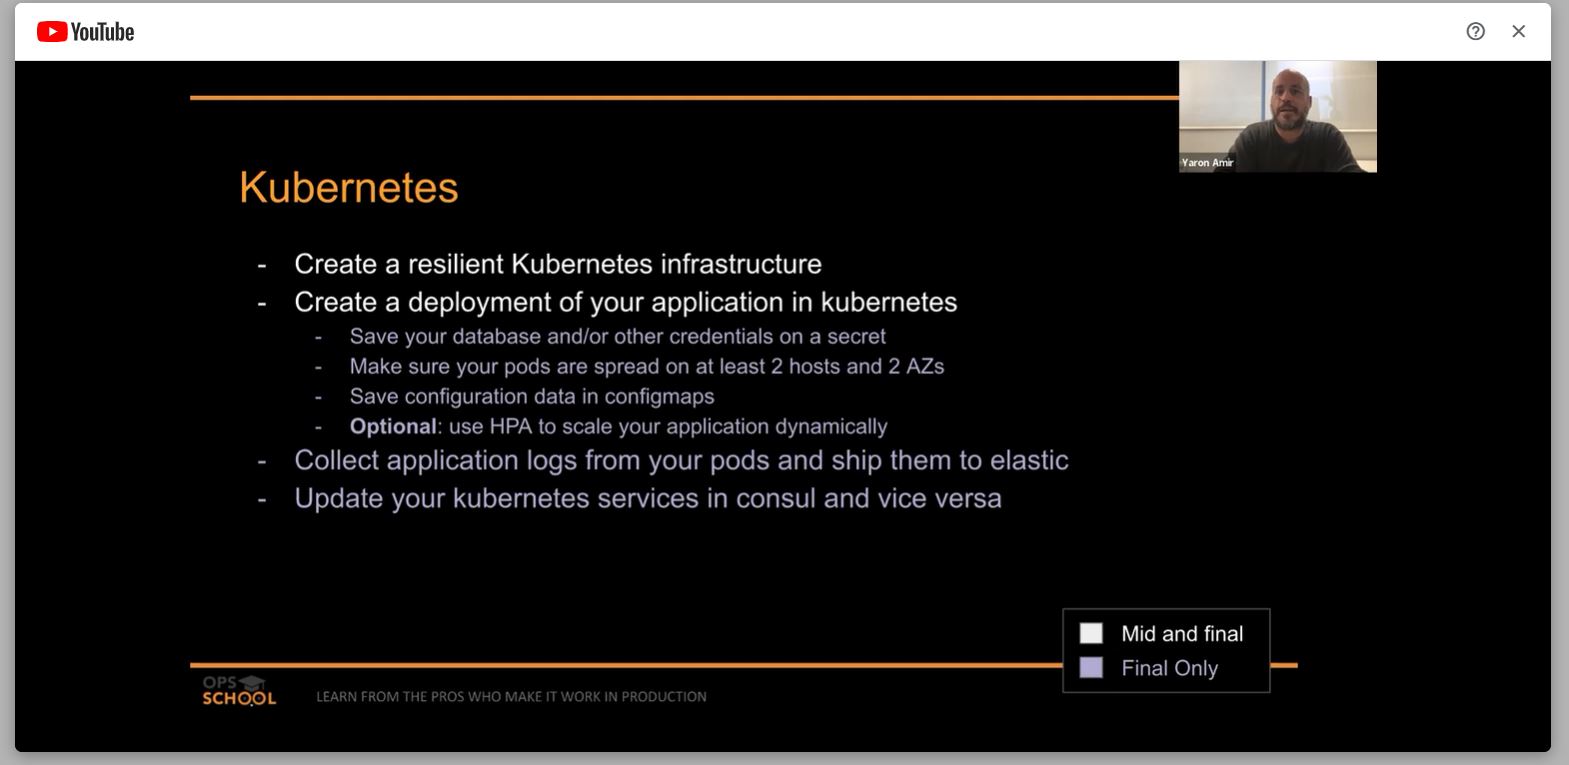 YouTube
Yaron Amir
Kubernetes
- Create a resilient Kubernetes infrastructure
- Create a deployment of your application in kubernetes
- Save your database and/or other credentials on a secret
- Make sure your pods are spread on at least 2 hosts and 2 AZs
- Save configuration data in configmaps
- Optional: use HPA to scale your application dynamically
- Collect application logs from your pods and ship them to elastic
- Update your kubernetes services in consul and vice versa
Mid and final
Final Only
OPS
SCHOOL
LEARN FROM THE PROS WHO MAKE IT WORK IN PRODUCTION